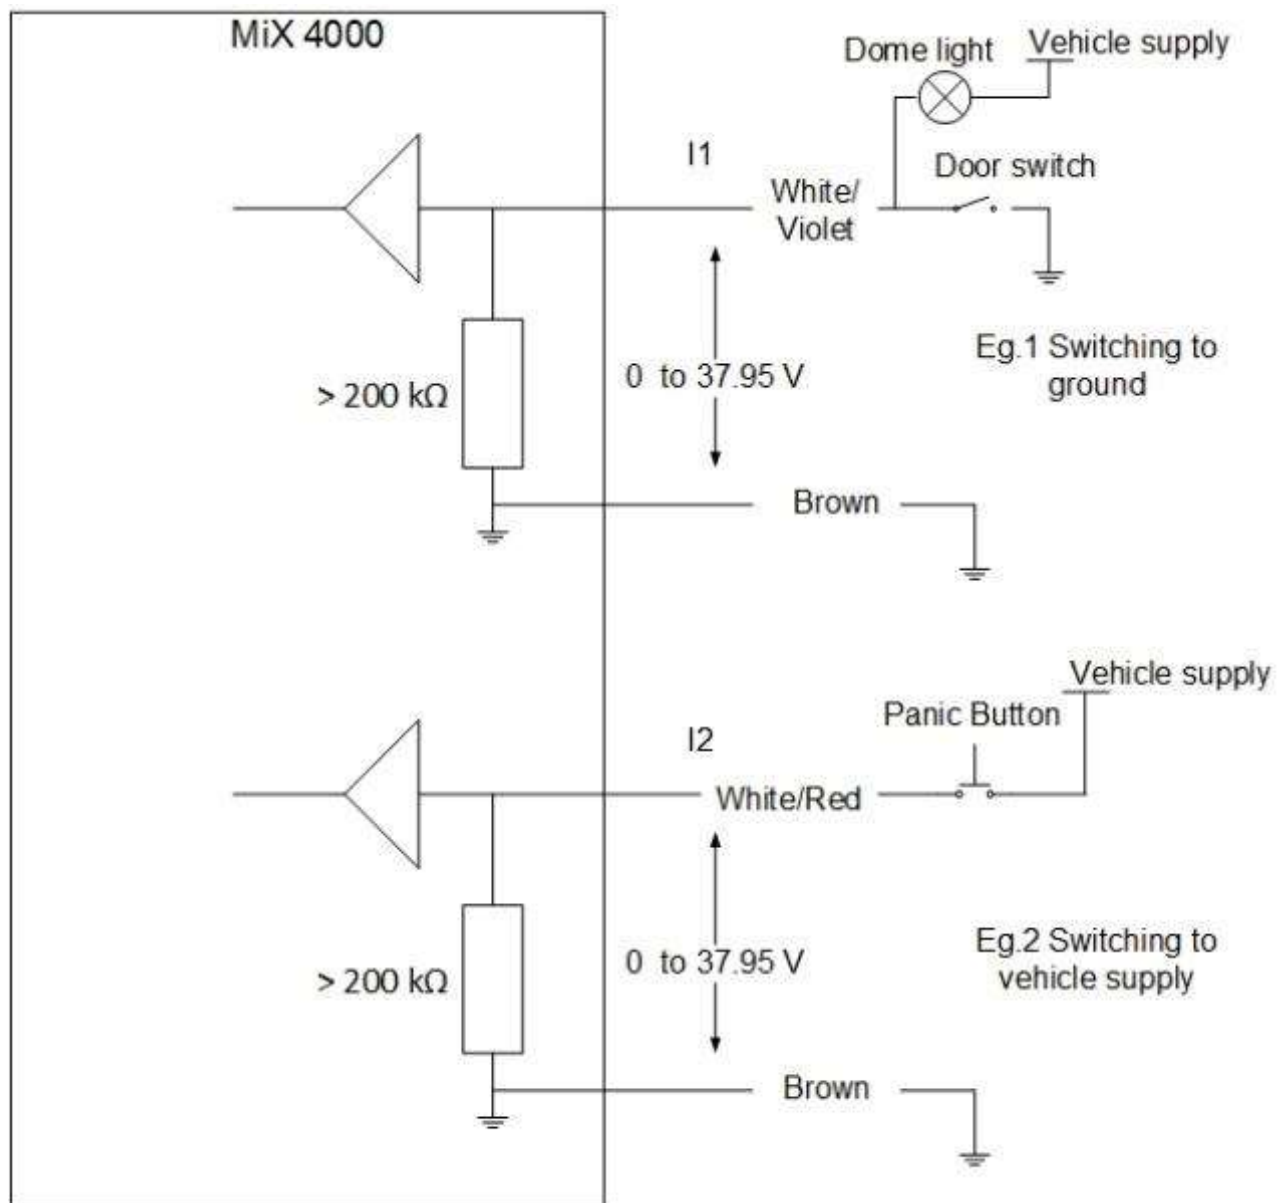 MiX 4000
Dome light
Vehicle supply
I1
White/
Violet
Door switch
> 200 kΩ
0 to 37.95 V
Eg.1 Switching to
ground
Brown
Vehicle supply
Panic Button
I2
White/Red
> 200 kΩ
0 to 37.95 V
Eg.2 Switching to
vehicle supply
Brown